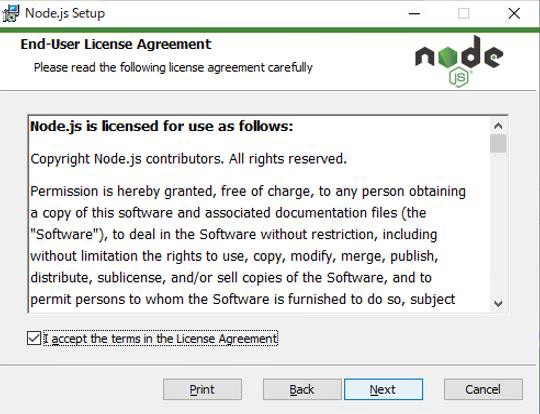 Node.js Setup
End-User License Agreement
Please read the following license agreement carefully
node
JS
Node.js is licensed for use as follows:
Copyright Node.js contributors. All rights reserved.
Permission is hereby granted, free of charge, to any person obtaining
a copy of this software and associated documentation files (the
"Software"), to deal in the Software without restriction, including
without limitation the rights to use, copy, modify, merge, publish,
distribute, sublicense, and/or sell copies of the Software, and to
permit persons to whom the Software is furnished to do so, subject
I accept the terms in the License Agreement
Print Back Next Cancel